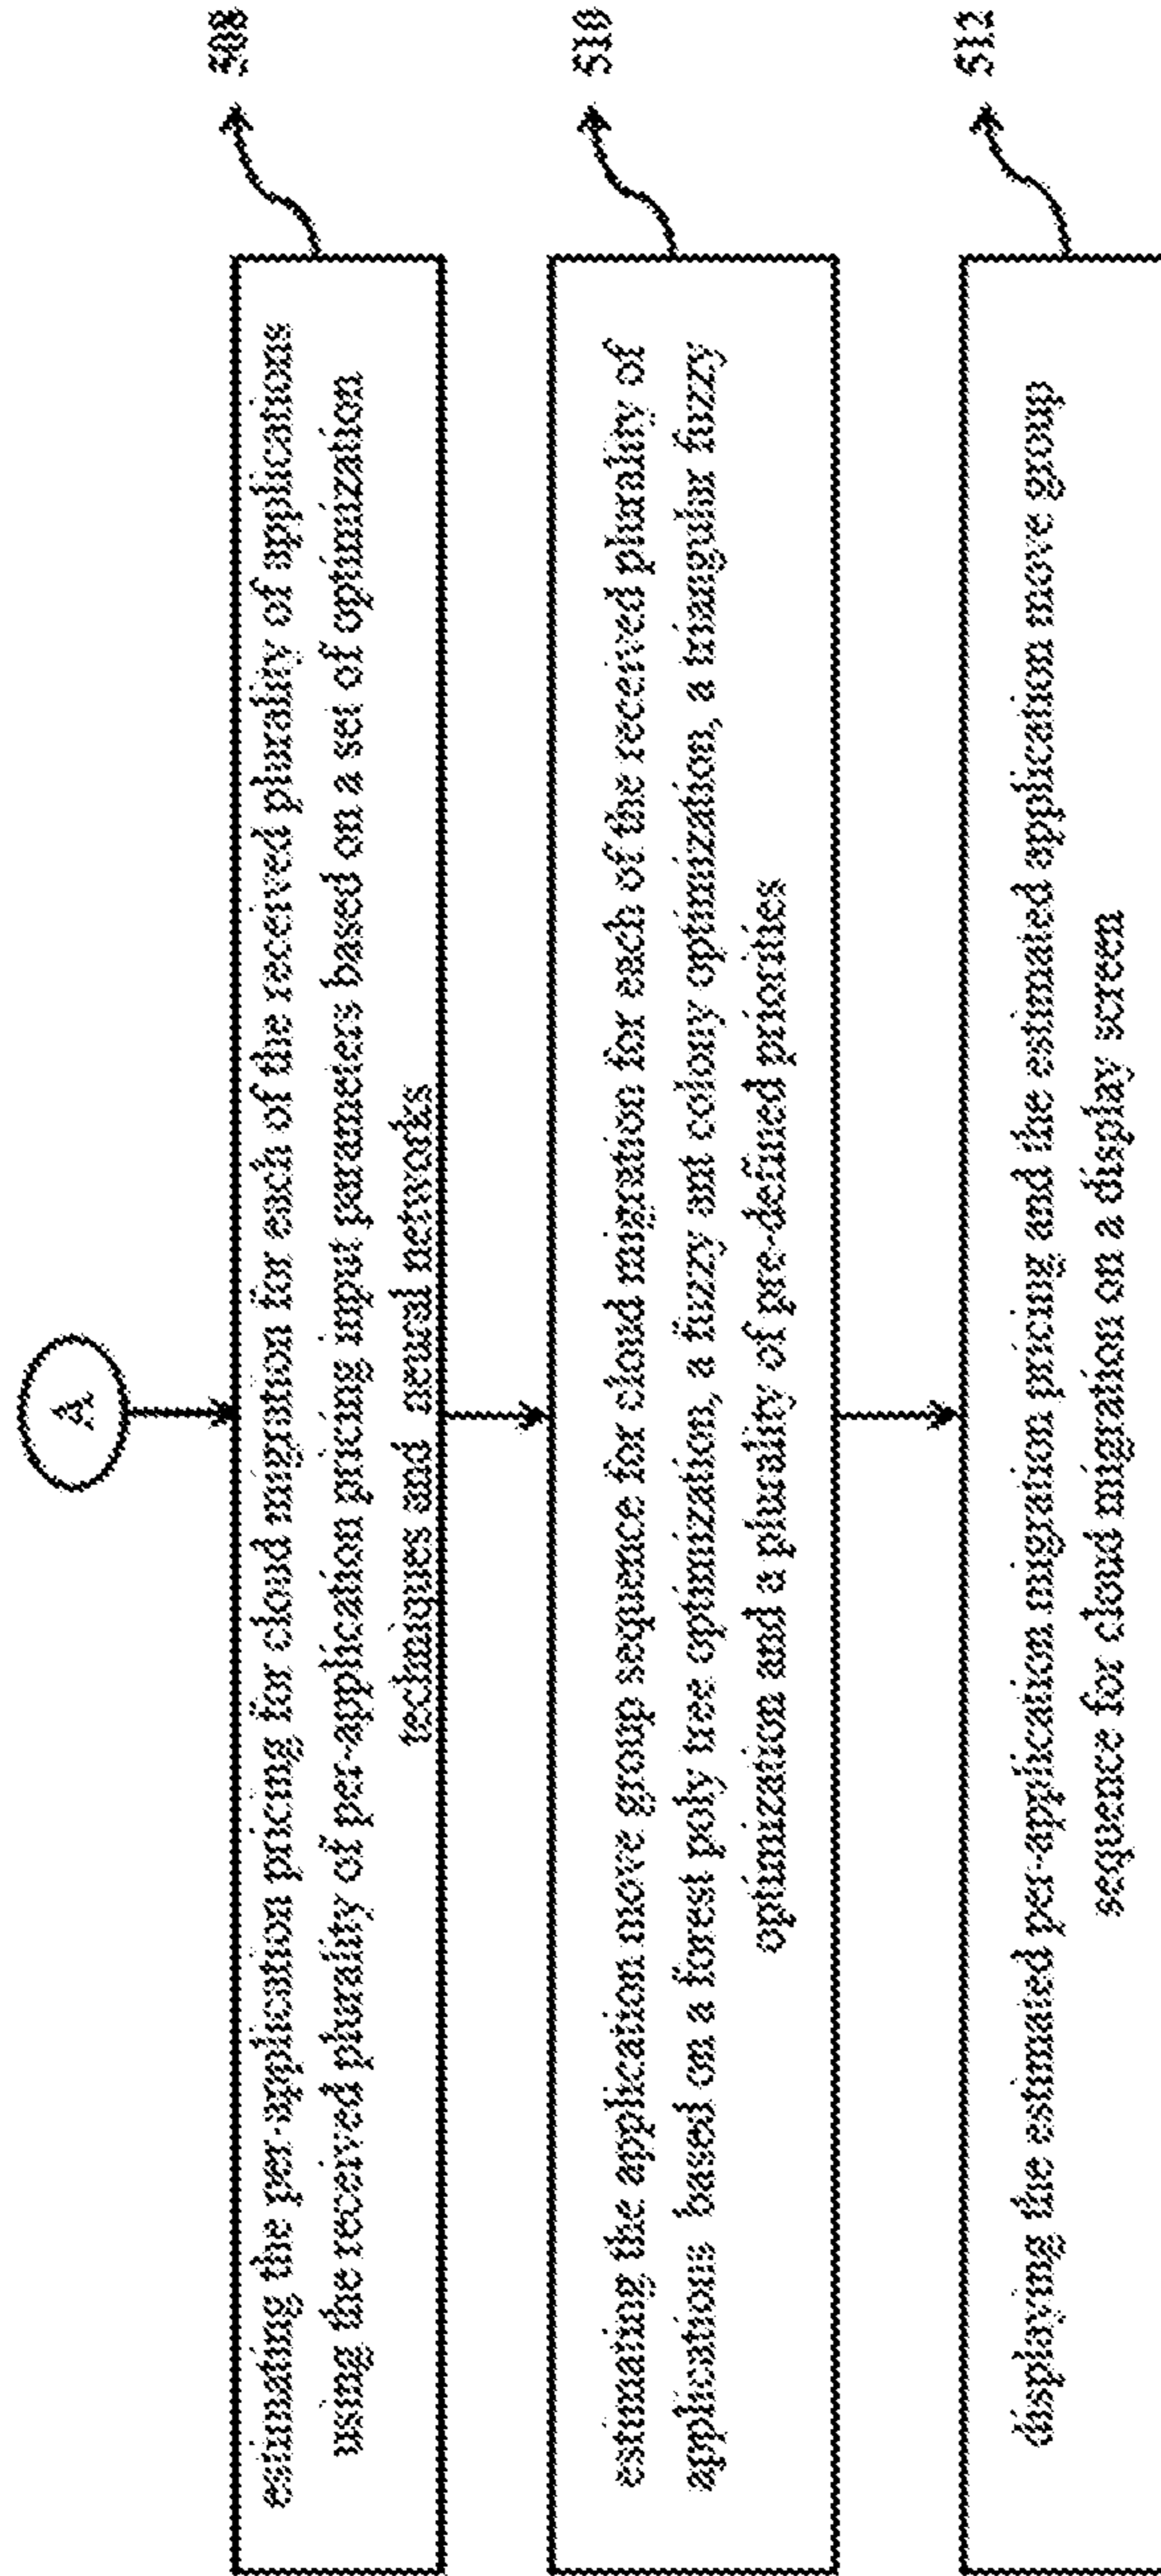 A
508
estimating the per-application pricing for cloud migration for each of the received plurality of applications
using the received plurality of per-application pricing input parameters based on a set of optimization
techniques and neural networks
510
estimating the application move group sequence for cloud migration for each of the received plurality of
applications based on a forest poly tree optimization, a fuzzy ant colony optimization, a triangular fuzzy
optimization and a plurality of pre-defined priorities
512
displaying the estimated per-application migration pricing and the estimated application move group
sequence for cloud migration on a display screen